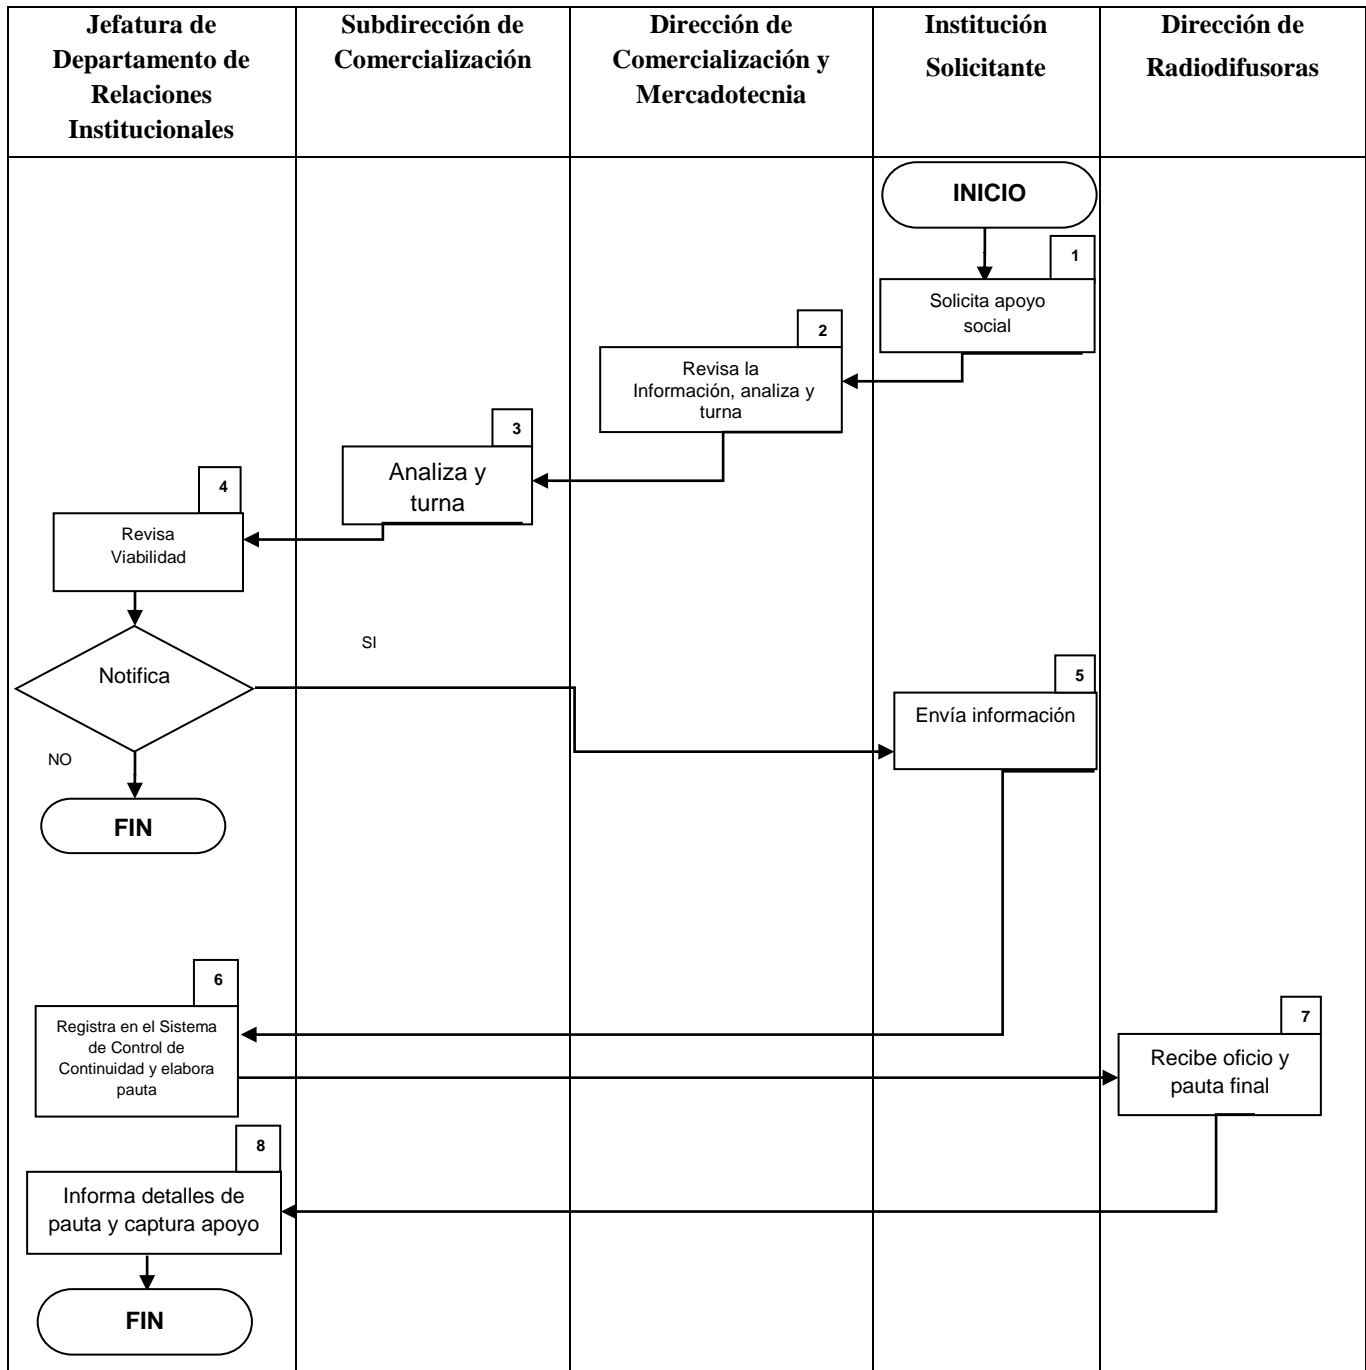 Jefatura de
Departamento de
Relaciones
Institucionales
Subdirección de
Comercialización
Dirección de
Comercialización y
Mercadotecnia
Institución
Solicitante
Dirección de
Radiodifusoras
INICIO
1
Solicita apoyo
social
2
Revisa la
Información, analiza y
turna
3
Analiza y
turna
4
Revisa
Viabilidad
Notifica
SI
NO
FIN
5
Envía información
6
Registra en el Sistema
de Control de
Continuidad y elabora
pauta
7
Recibe oficio y
pauta final
8
Informa detalles de
pauta y captura apoyo
FIN